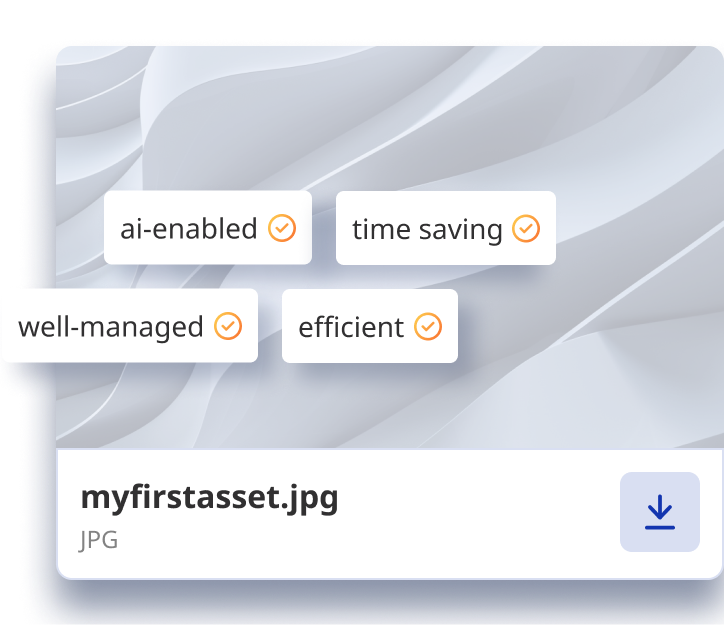 ai-enabled
time saving
well-managed
efficient
myfirstasset.jpg
JPG